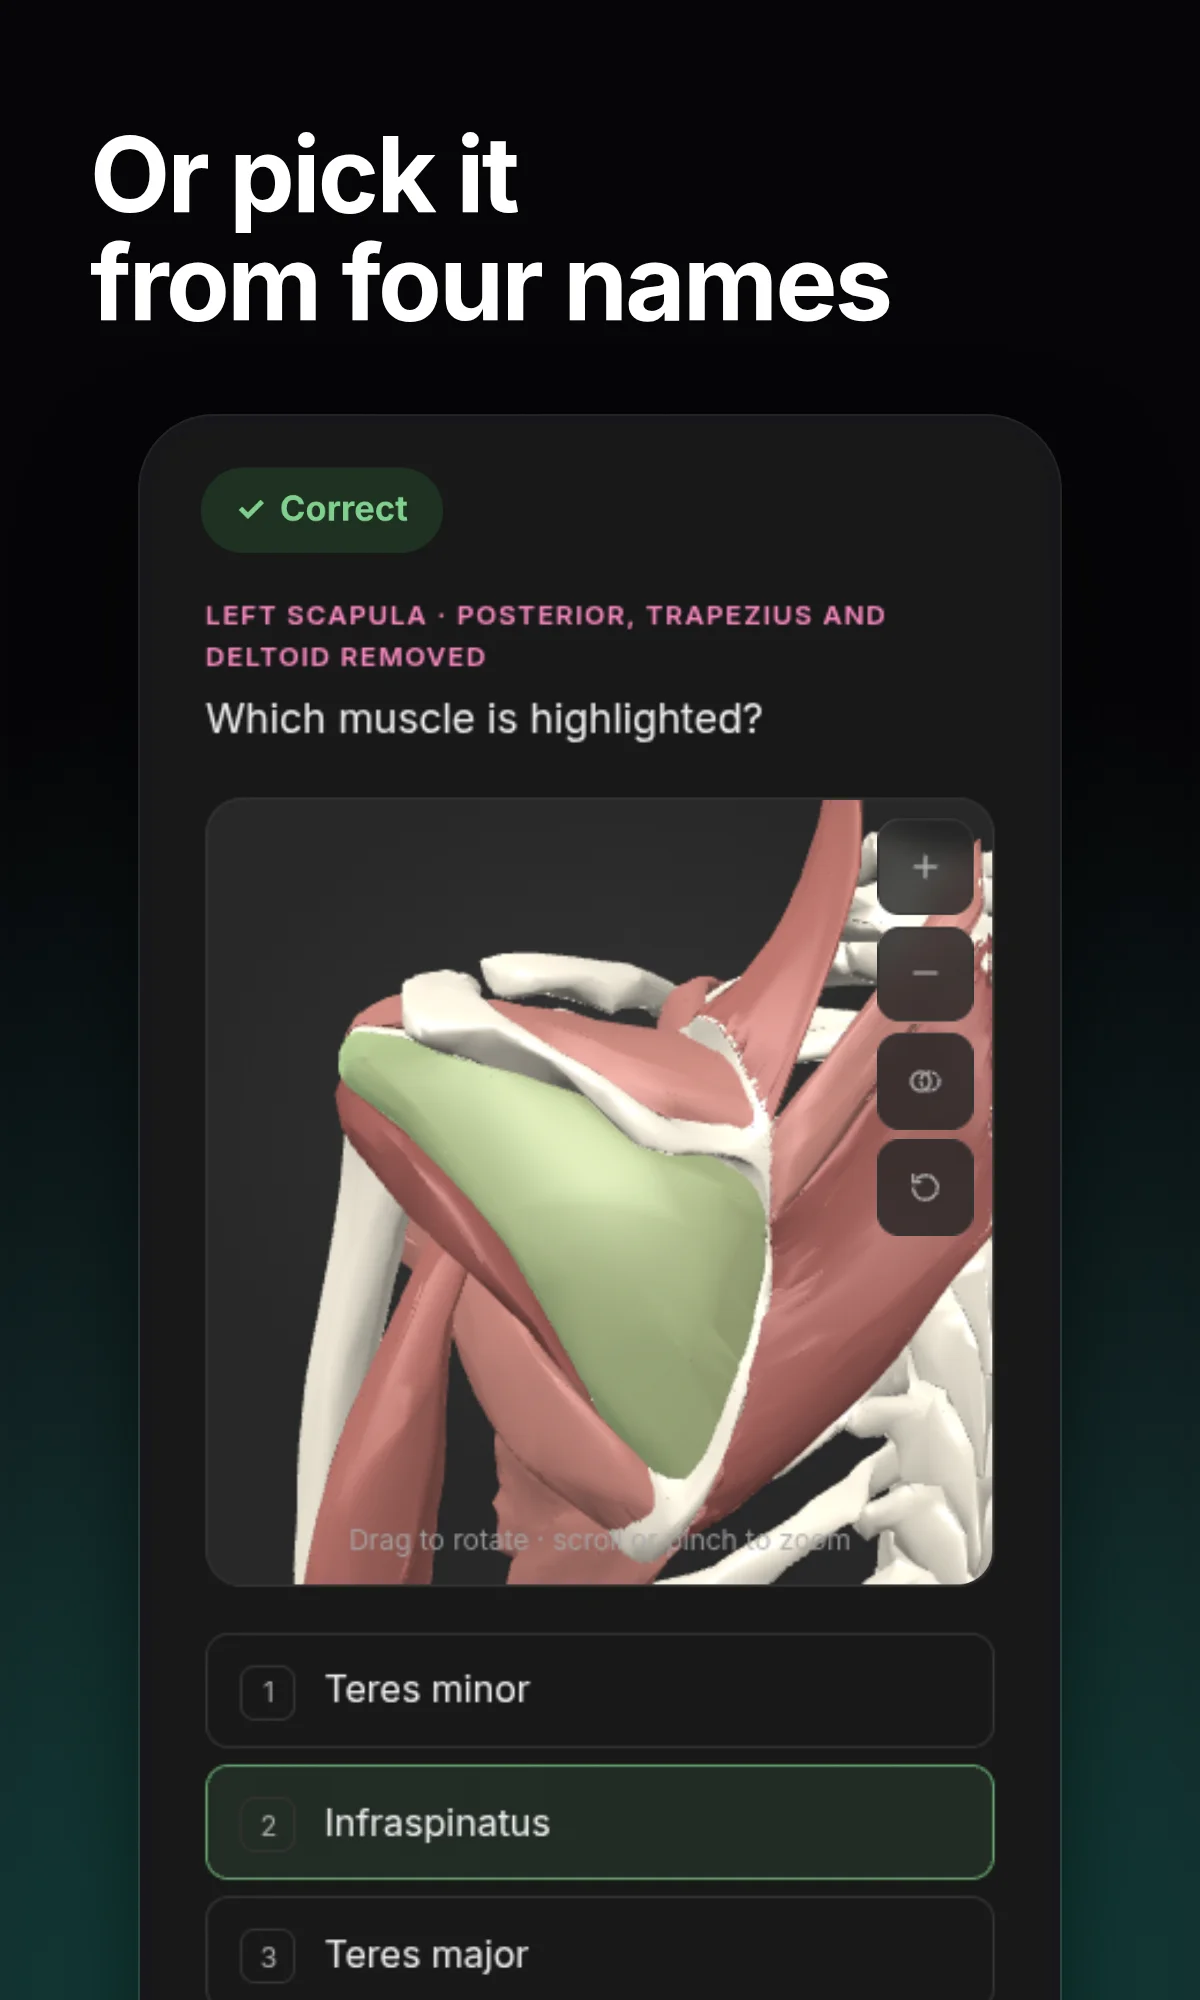 Or pick it
from four names
Correct
LEFT SCAPULA · POSTERIOR, TRAPEZIUS AND
DELTOID REMOVED
Which muscle is highlighted?
Drag to rotate · scroll or pinch to zoom
1 Teres minor
2 Infraspinatus
3 Teres major